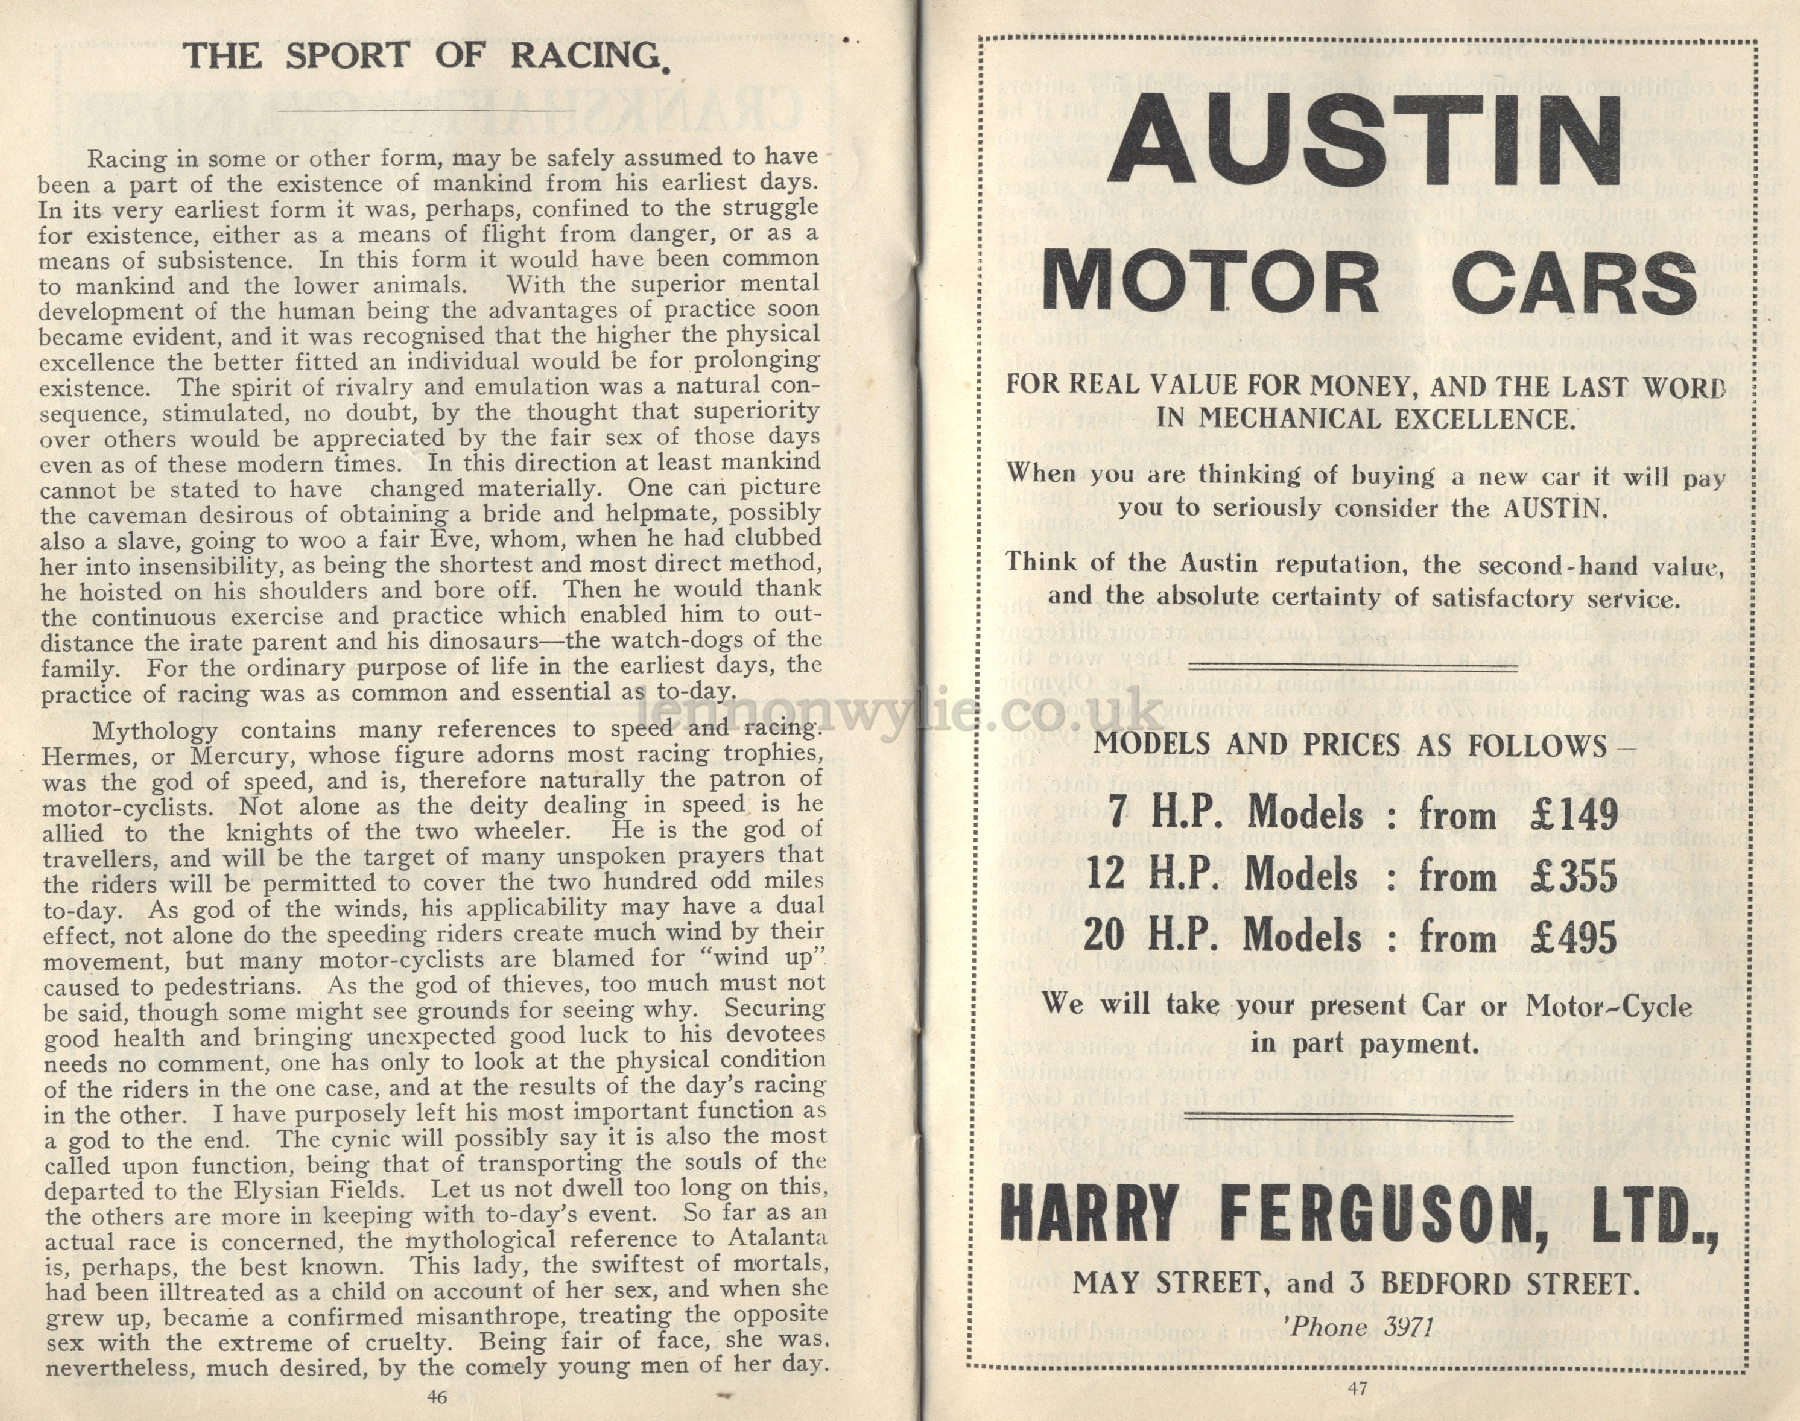 THE SPORT OF RACING.
Racing in some or other form, may be safely assumed to have
been a part of the existence of mankind from his earliest days.
In its very earliest form it was, perhaps, confined to the struggle
for existence, either as a means of flight from danger, or as a
means of subsistence. In this form it would have been common
to mankind and the lower animals. With the superior mental
development of the human being the advantages of practice soon
became evident, and it was recognised that the higher the physical
excellence the better fitted an individual would be for prolonging
existence. The spirit of rivalry and emulation was a natural con-
sequence, stimulated, no doubt, by the thought that superiority
over others would be appreciated by the fair sex of those days
even as of these modern times. In this direction at least mankind
cannot be stated to have changed materially. One can picture
the caveman desirous of obtaining a bride and helpmate, possibly
also a slave, going to woo a fair Eve, whom, when he had clubbed
her into insensibility, as being the shortest and most direct method,
he hoisted on his shoulders and bore off. Then he would thank
the continuous exercise and practice which enabled him to out-
distance the irate parent and his dinosaurs—the watch-dogs of the
family. For the ordinary purpose of life in the earliest days, the
practice of racing was as common and essential as to-day.
Mythology contains many references to speed and racing.
Hermes, or Mercury, whose figure adorns most racing trophies,
was the god of speed, and is, therefore naturally the patron of
motor-cyclists. Not alone as the deity dealing in speed is he
allied to the knights of the two wheeler. He is the god of
travellers, and will be the target of many unspoken prayers that
the riders will be permitted to cover the two hundred odd miles
to-day. As god of the winds, his applicability may have a dual
effect, not alone do the speeding riders create much wind by their
movement, but many motor-cyclists are blamed for "wind up"
caused to pedestrians. As the god of thieves, too much must not
be said, though some might see grounds for seeing why. Securing
good health and bringing unexpected good luck to his devotees
needs no comment, one has only to look at the physical condition
of the riders in the one case, and at the results of the day's racing
in the other. I have purposely left his most important function as
a god to the end. The cynic will possibly say it is also the most
called upon function, being that of transporting the souls of the
departed to the Elysian Fields. Let us not dwell too long on this,
the others are more in keeping with to-day's event. So far as an
actual race is concerned, the mythological reference to Atalanta
is, perhaps, the best known. This lady, the swiftest of mortals,
had been illtreated as a child on account of her sex, and when she
grew up, became a confirmed misanthrope, treating the opposite
sex with the extreme of cruelty. Being fair of face, she was,
nevertheless, much desired, by the comely young men of her day.
46
lennonwylie.co.uk
AUSTIN
MOTOR CARS
FOR REAL VALUE FOR MONEY, AND THE LAST WORD
IN MECHANICAL EXCELLENCE.
When you are thinking of buying a new car it will pay
you to seriously consider the AUSTIN.
Think of the Austin reputation, the second-hand value,
and the absolute certainty of satisfactory service.
MODELS AND PRICES AS FOLLOWS—
7 H.P. Models : from £149
12 H.P. Models : from £355
20 H.P. Models : from £495
We will take your present Car or Motor-Cycle
in part payment.
HARRY FERGUSON, LTD.,
MAY STREET, and 3 BEDFORD STREET.
'Phone 3971
47